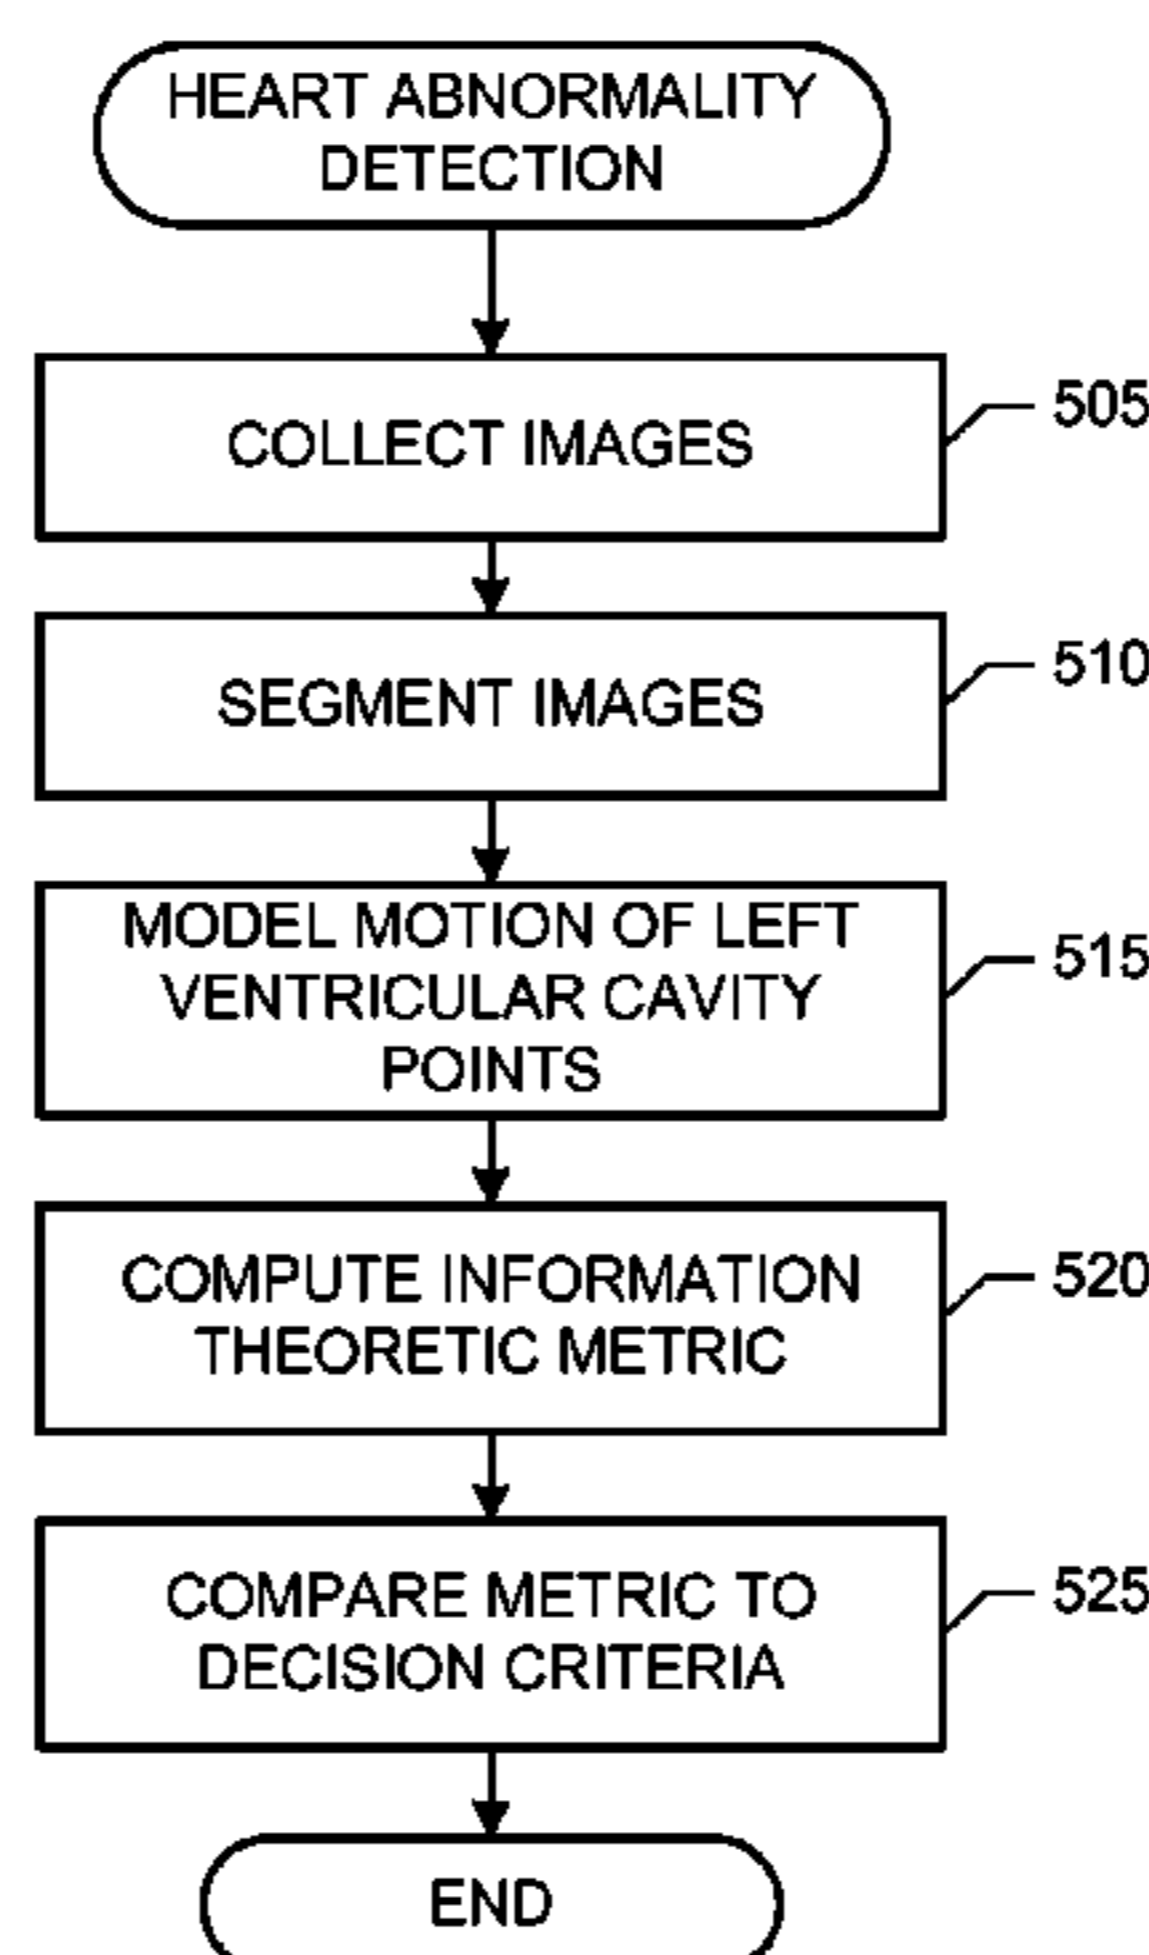 HEART ABNORMALITY
DETECTION
COLLECT IMAGES
505
SEGMENT IMAGES
510
MODEL MOTION OF LEFT
VENTRICULAR CAVITY
POINTS
515
COMPUTE INFORMATION
THEORETIC METRIC
520
COMPARE METRIC TO
DECISION CRITERIA
525
END